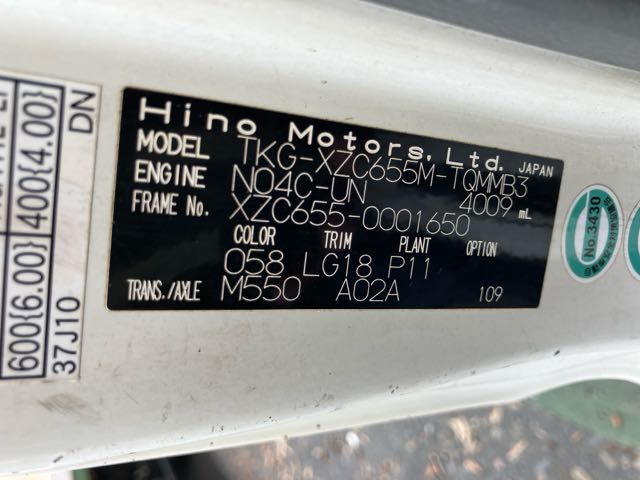 Hino Motors, Ltd. JAPAN
MODEL TKG-XZC655M-TQMMB3
ENGINE N04C-UN 4009 mL
FRAME No. XZC655-0001650
COLOR TRIM PLANT OPTION
058 LG18 P11
TRANS./AXLE M550 A02A 109
600{6.00} 400{4.00}
37J10 DN
No.3430